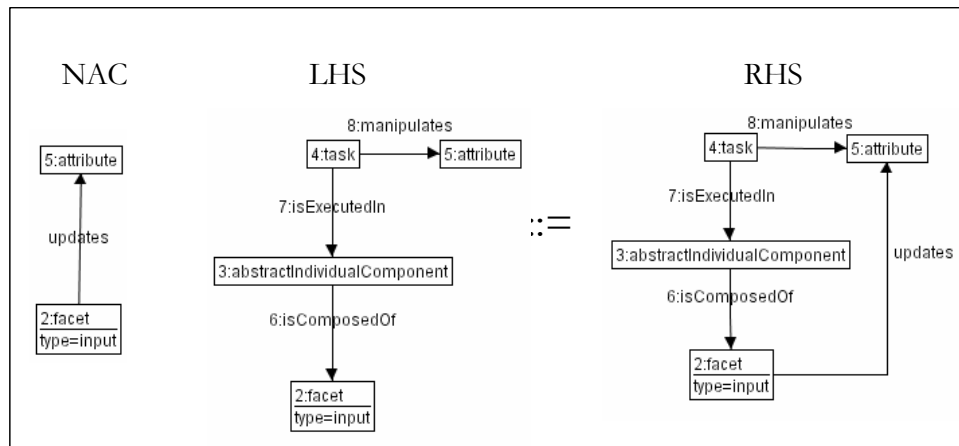 NAC
5:attribute
updates
2:facet
type=input
LHS
8:manipulates
4:task
5:attribute
7:isExecutedIn
3:abstractIndividualComponent
6:isComposedOf
2:facet
type=input
::=
RHS
8:manipulates
4:task
5:attribute
7:isExecutedIn
updates
3:abstractIndividualComponent
6:isComposedOf
2:facet
type=input